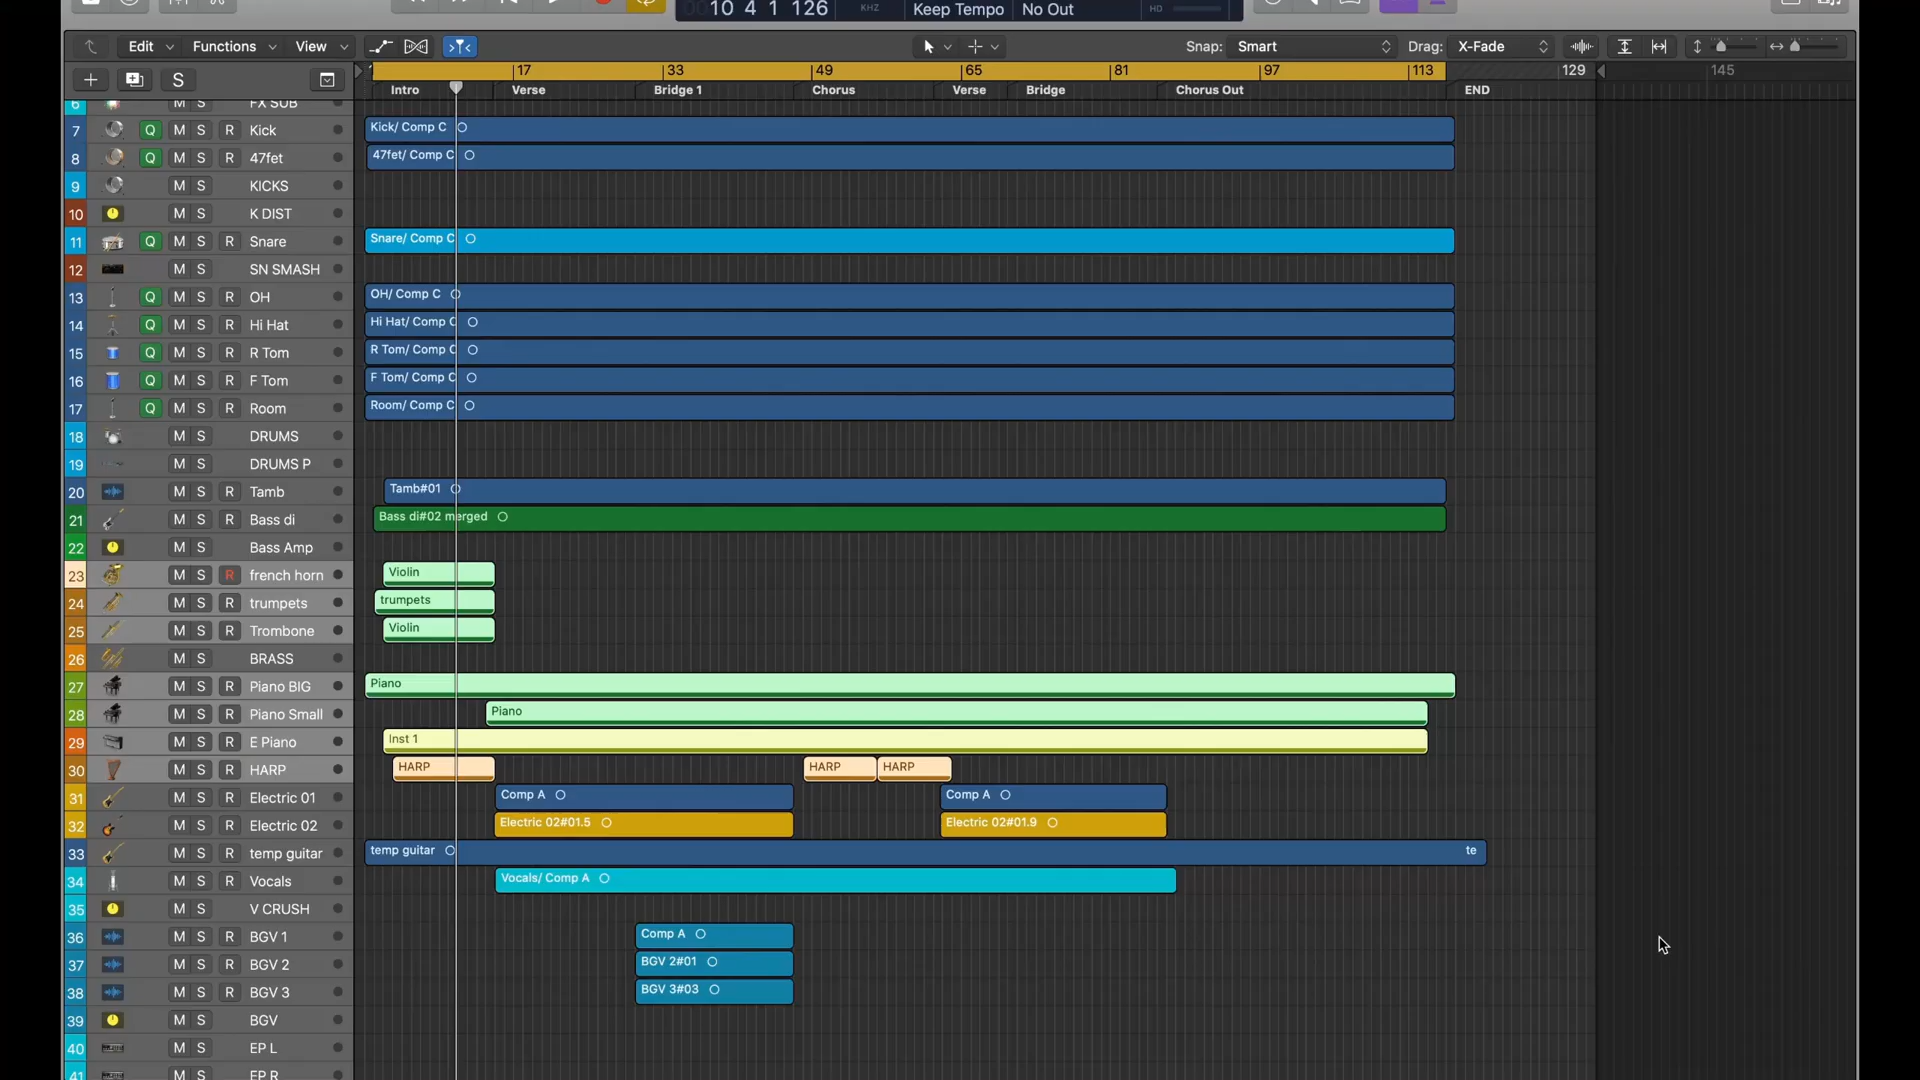 10 4 1 126 KHZ Keep Tempo No Out HD
Edit Functions View Snap: Smart Drag: X-Fade
S 17 33 49 65 81 97 113 129 145
Intro Verse Bridge 1 Chorus Verse Bridge Chorus Out END
6 M S FX SUB
7 Q M S R Kick Kick/ Comp C
8 Q M S R 47fet 47fet/ Comp C
9 M S KICKS
10 M S K DIST
11 Q M S R Snare Snare/ Comp C
12 M S SN SMASH
13 Q M S R OH OH/ Comp C
14 Q M S R Hi Hat Hi Hat/ Comp C
15 Q M S R R Tom R Tom/ Comp C
16 Q M S R F Tom F Tom/ Comp C
17 Q M S R Room Room/ Comp C
18 M S DRUMS
19 M S DRUMS P
20 M S R Tamb Tamb#01
21 M S R Bass di Bass di#02 merged
22 M S Bass Amp
23 M S R french horn Violin
24 M S R trumpets trumpets
25 M S R Trombone Violin
26 M S BRASS
27 M S R Piano BIG Piano
28 M S R Piano Small Piano
29 M S R E Piano Inst 1
30 M S R HARP HARP HARP HARP
31 M S R Electric 01 Comp A Comp A
32 M S R Electric 02 Electric 02#01.5 Electric 02#01.9
33 M S R temp guitar temp guitar te
34 M S R Vocals Vocals/ Comp A
35 M S V CRUSH
36 M S R BGV 1 Comp A
37 M S R BGV 2 BGV 2#01
38 M S R BGV 3 BGV 3#03
39 M S BGV
40 M S EP L
41 M S EP R